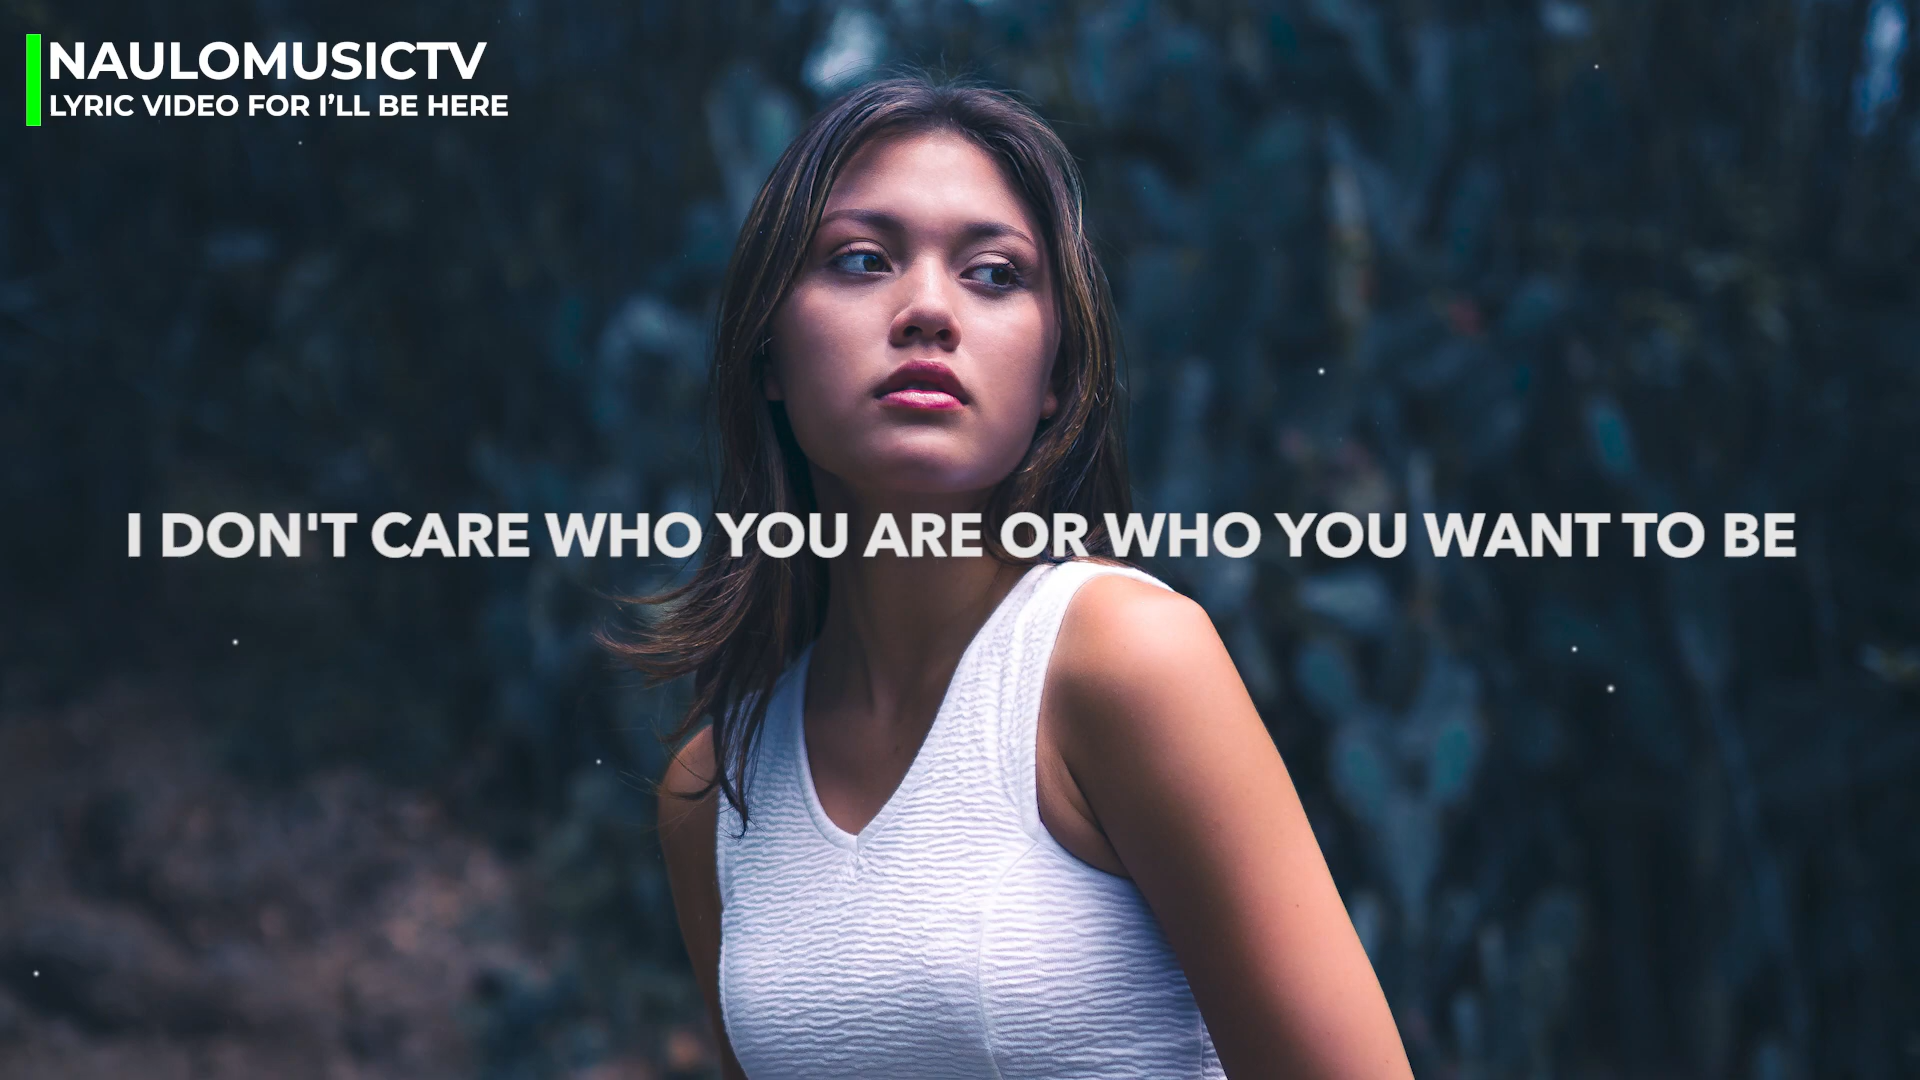 NAULOMUSICTV
LYRIC VIDEO FOR I’LL BE HERE
I DON'T CARE WHO YOU ARE OR WHO YOU WANT TO BE